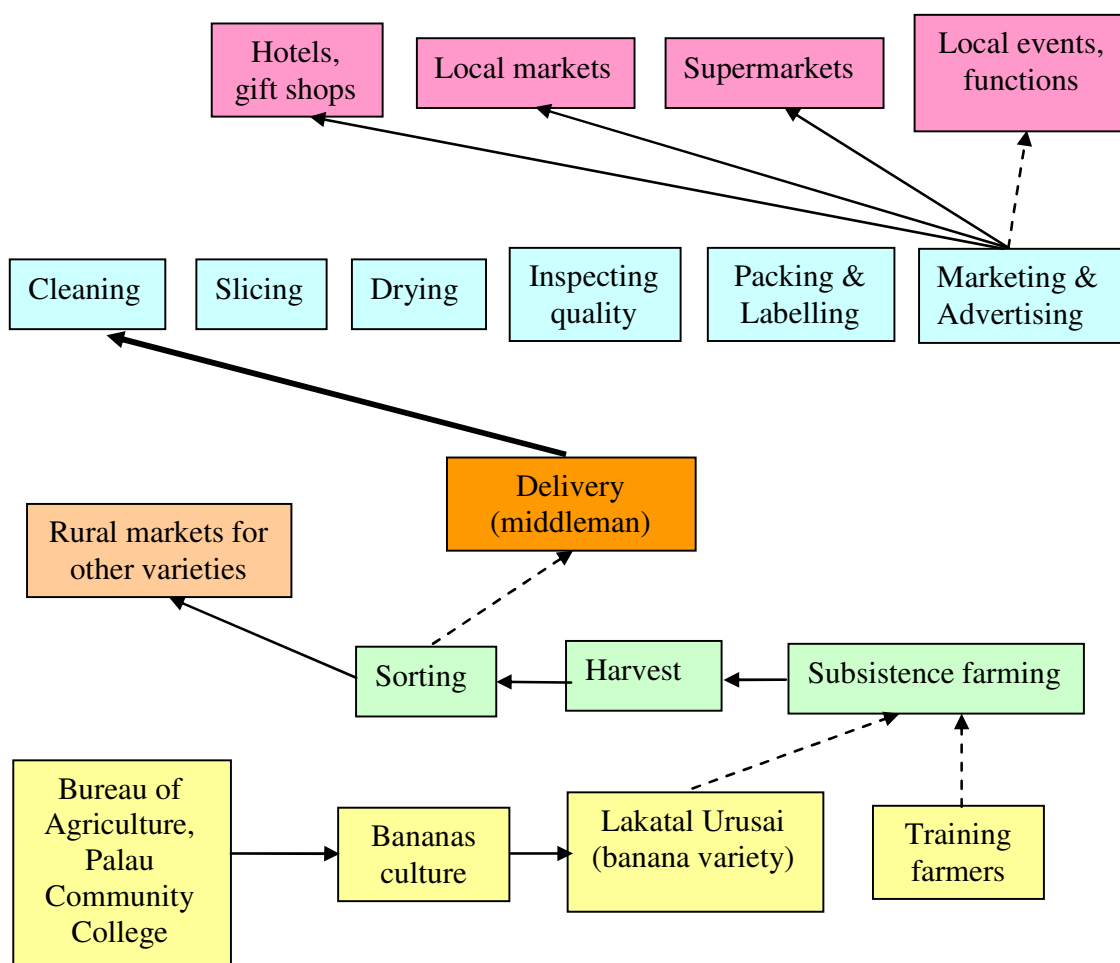 Hotels,
gift shops
Local markets
Supermarkets
Local events,
functions
Cleaning
Slicing
Drying
Inspecting
quality
Packing &
Labelling
Marketing &
Advertising
Delivery
(middleman)
Rural markets for
other varieties
Sorting
Harvest
Subsistence farming
Bureau of
Agriculture,
Palau
Community
College
Bananas
culture
Lakatal Urusai
(banana variety)
Training
farmers